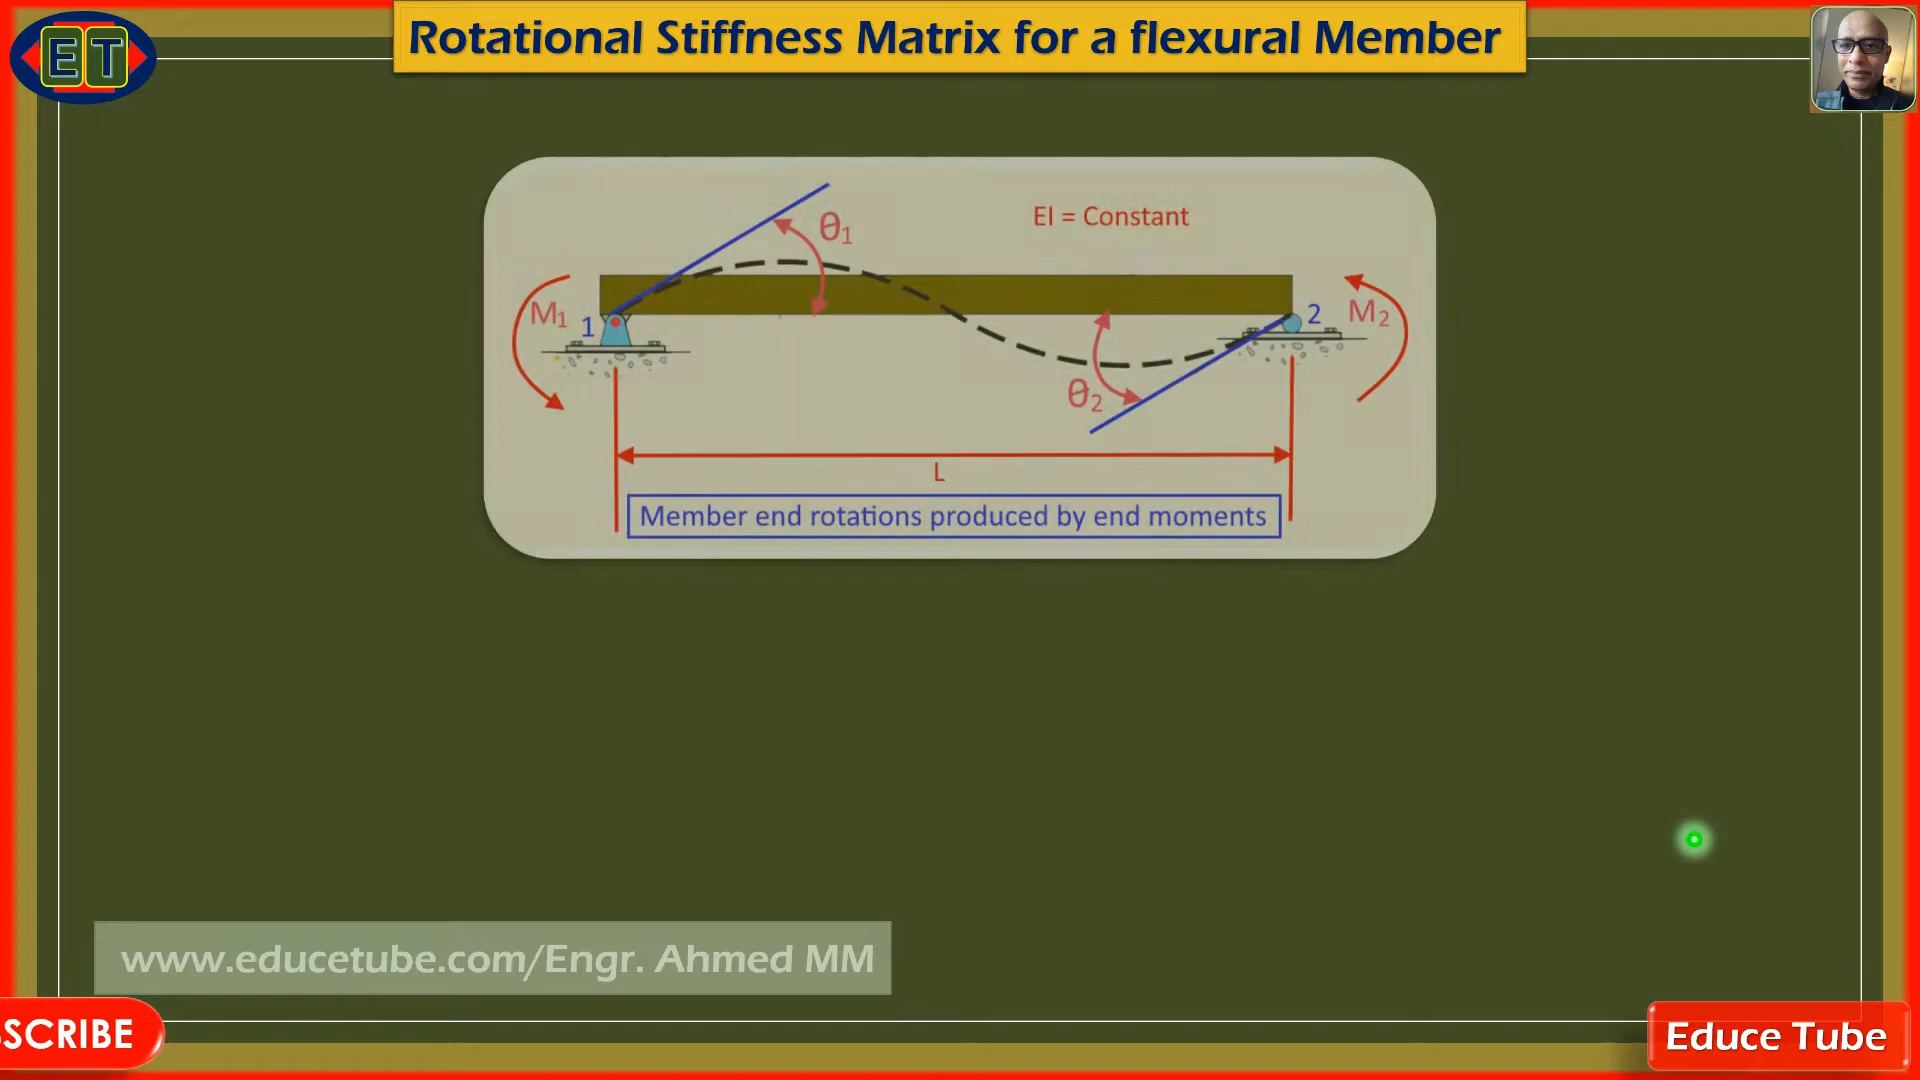 ET
Rotational Stiffness Matrix for a flexural Member
θ1
EI = Constant
M1
1
2
M2
θ2
L
Member end rotations produced by end moments
www.educetube.com/Engr. Ahmed MM
SCRIBE
Educe Tube